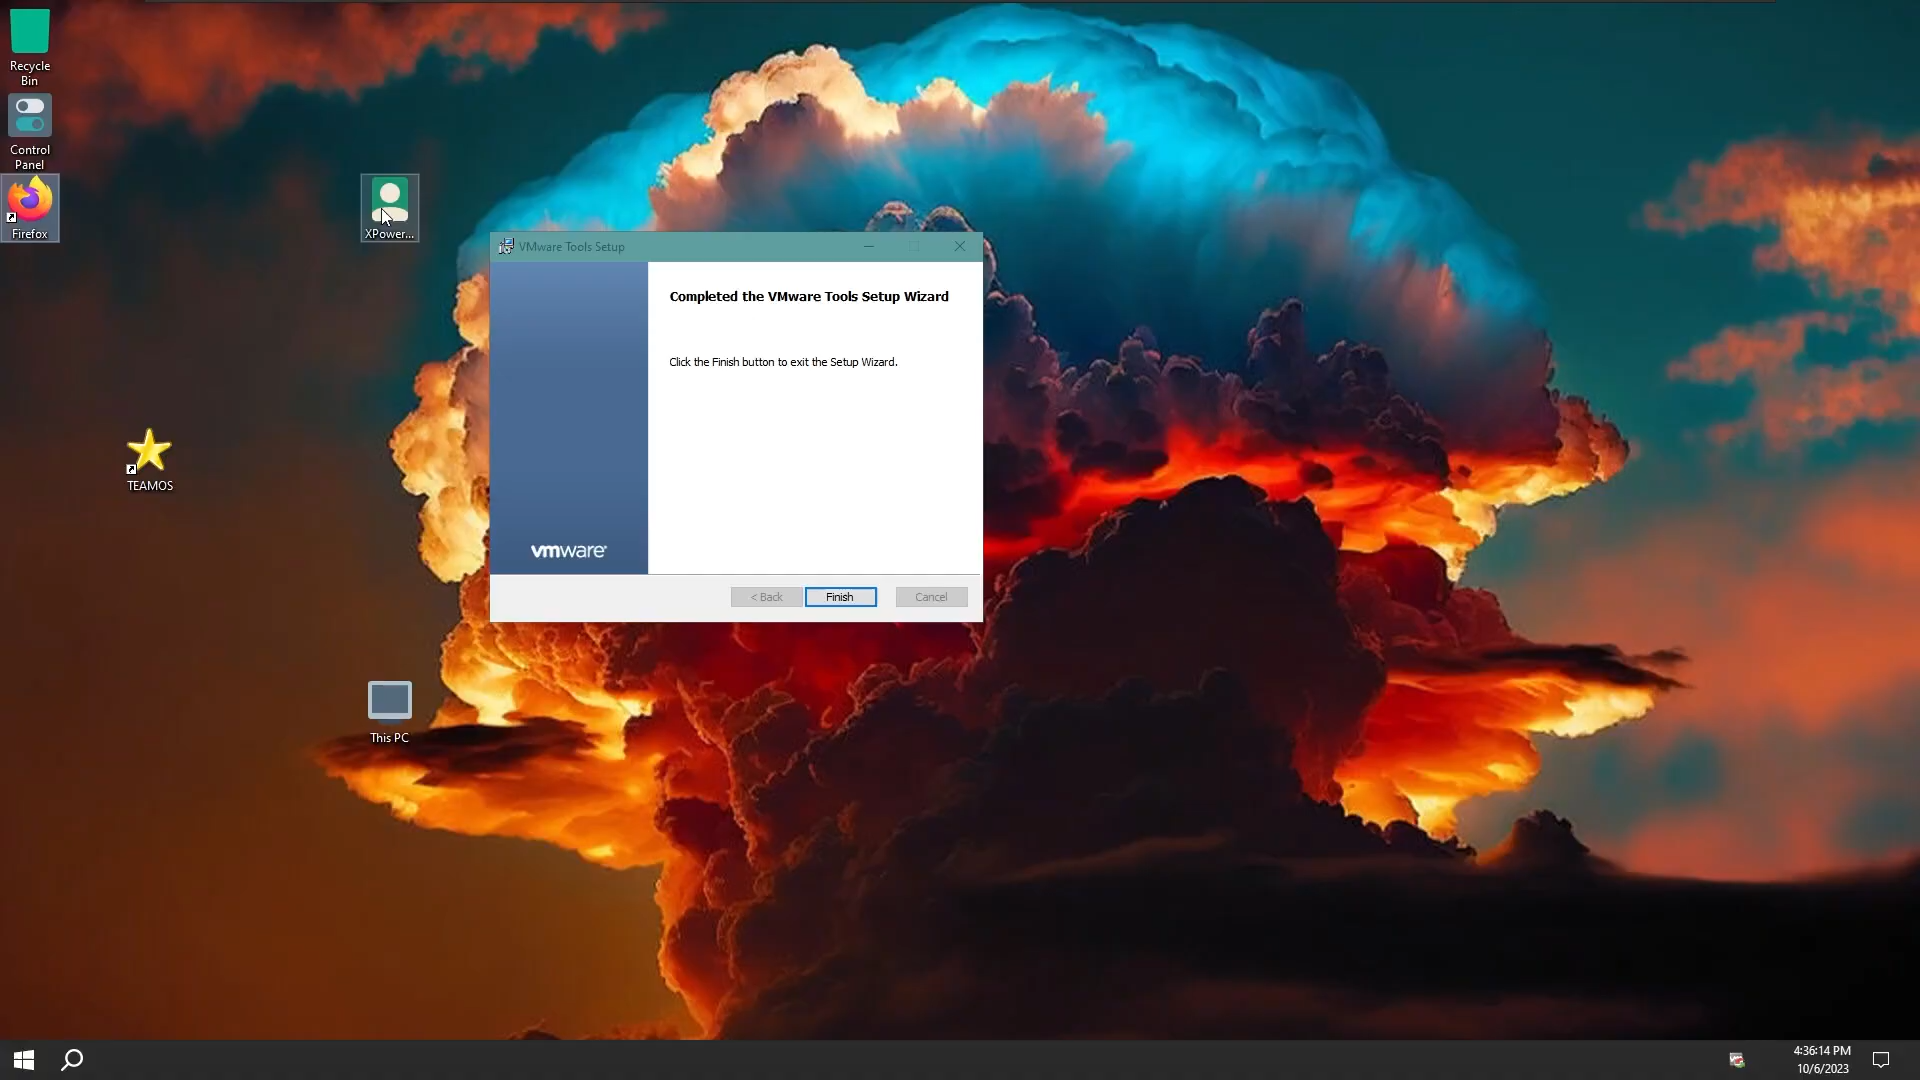 Recycle
Bin
Control
Panel
Firefox
XPower...
TEAMOS
This PC
VMware Tools Setup
Completed the VMware Tools Setup Wizard
Click the Finish button to exit the Setup Wizard.
vmware
< Back
Finish
Cancel
4:36:14 PM
10/6/2023